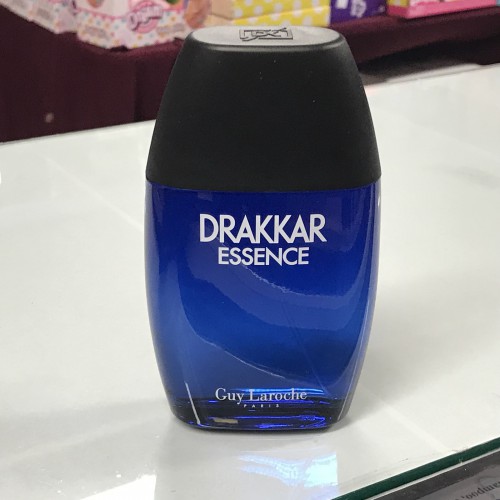 DRAKKAR
ESSENCE
Guy Laroche
PARIS